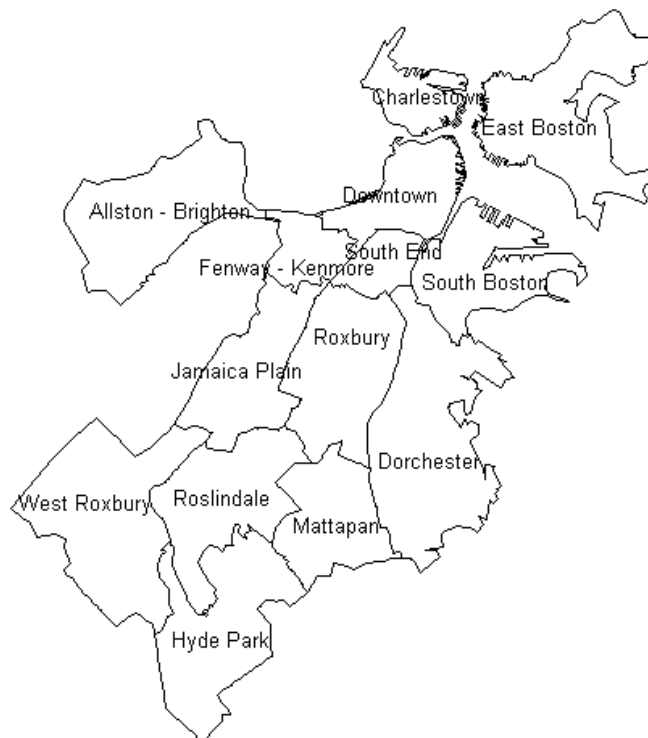 Charlestown
East Boston
Downtown
Allston - Brighton
South End
Fenway - Kenmore
South Boston
Roxbury
Jamaica Plain
Dorchester
West Roxbury
Roslindale
Mattapan
Hyde Park